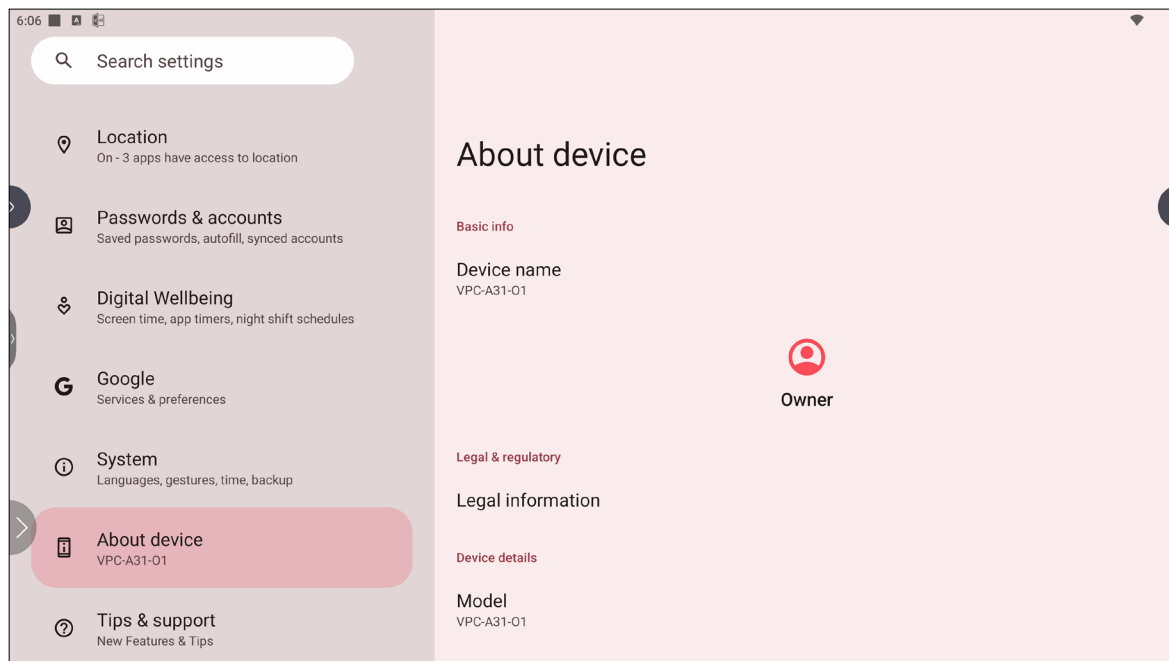 6:06
Search settings
Location
On - 3 apps have access to location
Passwords & accounts
Saved passwords, autofill, synced accounts
Digital Wellbeing
Screen time, app timers, night shift schedules
Google
Services & preferences
System
Languages, gestures, time, backup
About device
VPC-A31-O1
Tips & support
New Features & Tips
About device
Basic info
Device name
VPC-A31-O1
Owner
Legal & regulatory
Legal information
Device details
Model
VPC-A31-O1